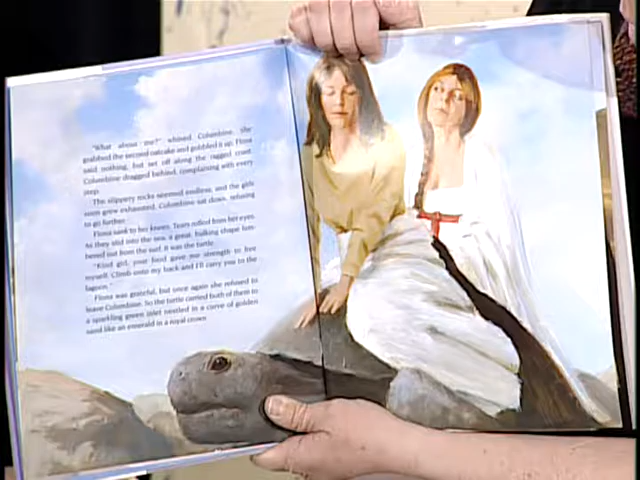 "What about me?" whined Columbine. She
grabbed the second oatcake and gobbled it up. Fiona
said nothing, but set off along the ragged coast.
Columbine dragged behind, complaining with every
step.
The slippery rocks seemed endless, and the girls
soon grew exhausted. Columbine sat down, refusing
to go further.
Fiona sank to her knees. Tears rolled from her eyes.
As they slid into the sea, a great, hulking shape lum-
bered out from the surf. It was the turtle.
"Kind girl, your food gave me strength to free
myself. Climb onto my back and I'll carry you to the
lagoon."
Fiona was grateful, but once again she refused to
leave Columbine. So the turtle carried both of them to
a sparkling green inlet nestled in a curve of golden
sand like an emerald in a royal crown.